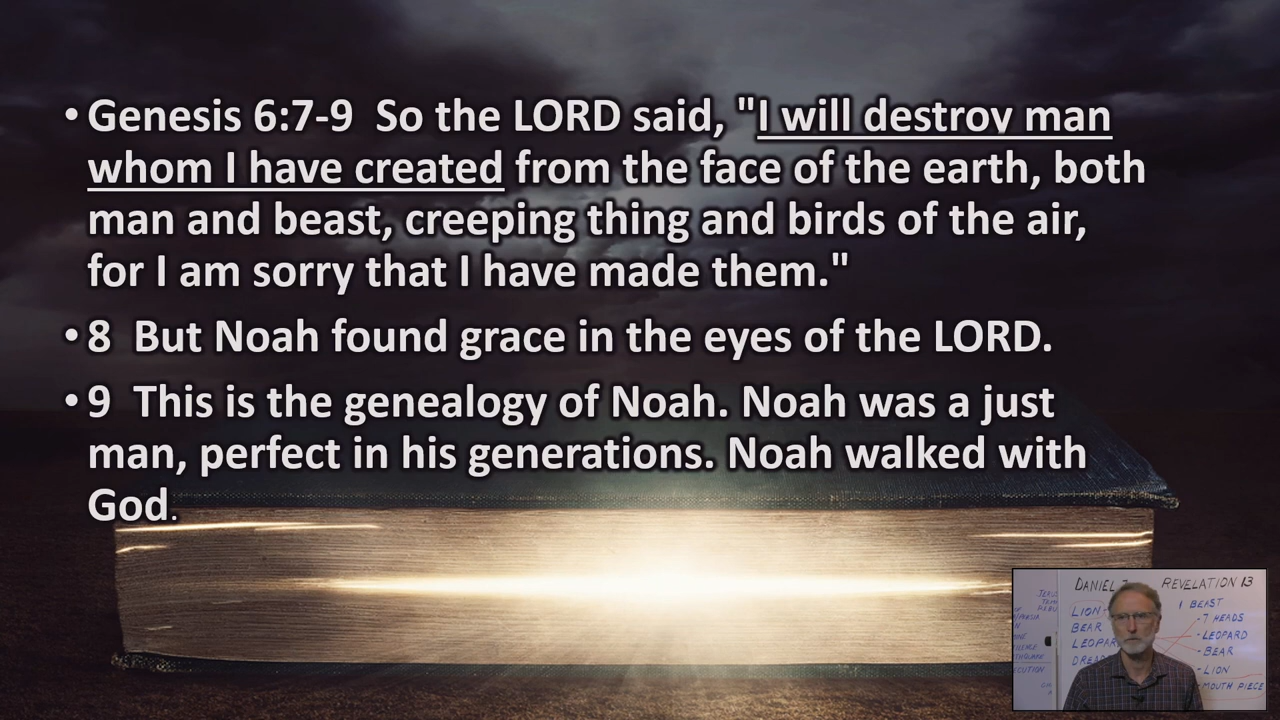 • Genesis 6:7-9 So the LORD said, "I will destroy man
whom I have created from the face of the earth, both
man and beast, creeping thing and birds of the air,
for I am sorry that I have made them."
• 8 But Noah found grace in the eyes of the LORD.
• 9 This is the genealogy of Noah. Noah was a just
man, perfect in his generations. Noah walked with
God.
DANIEL
REVELATION 13
1 BEAST
LION
- 7 HEADS
BEAR
- LEOPARD
LEOPAR
- BEAR
- LION
- MOUTH PIECE